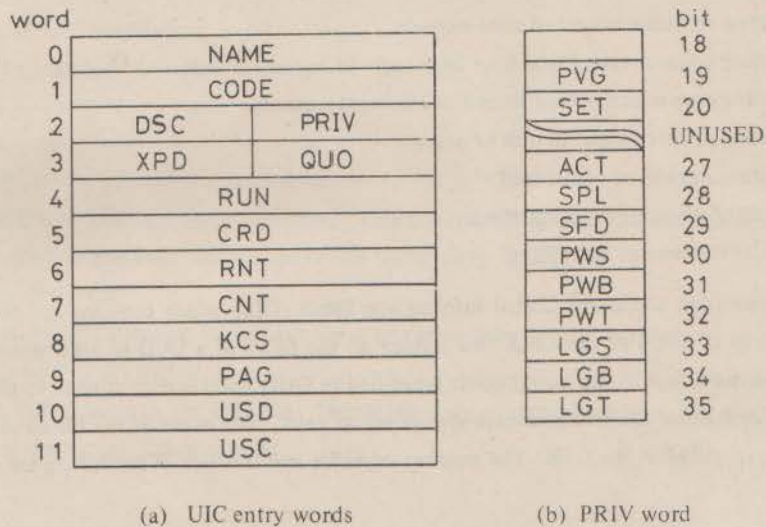 word
0 NAME
1 CODE
2 DSC PRIV
3 XPD QUO
4 RUN
5 CRD
6 RNT
7 CNT
8 KCS
9 PAG
10 USD
11 USC
(a) UIC entry words
bit
18
PVG 19
SET 20
UNUSED
ACT 27
SPL 28
SFD 29
PWS 30
PWB 31
PWT 32
LGS 33
LGB 34
LGT 35
(b) PRIV word